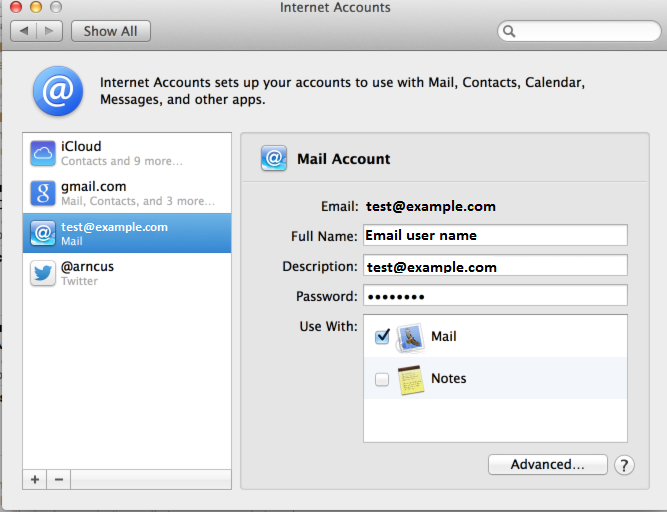 Internet Accounts
Show All
Internet Accounts sets up your accounts to use with Mail, Contacts, Calendar,
Messages, and other apps.
iCloud
Contacts and 9 more...
gmail.com
Mail, Contacts, and 3 more...
test@example.com
Mail
@arncus
Twitter
Mail Account
Email: test@example.com
Full Name: Email user name
Description: test@example.com
Password: ••••••••
Use With:
Mail
Notes
Advanced...
?